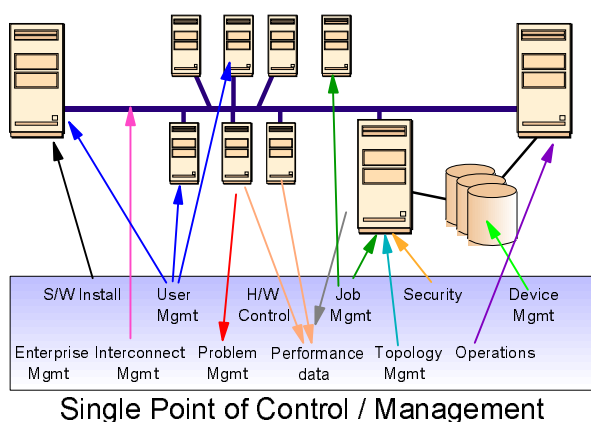 S/W Install User Mgmt H/W Control Job Mgmt Security Device Mgmt
Enterprise Mgmt Interconnect Mgmt Problem Mgmt Performance data Topology Mgmt Operations
Single Point of Control / Management